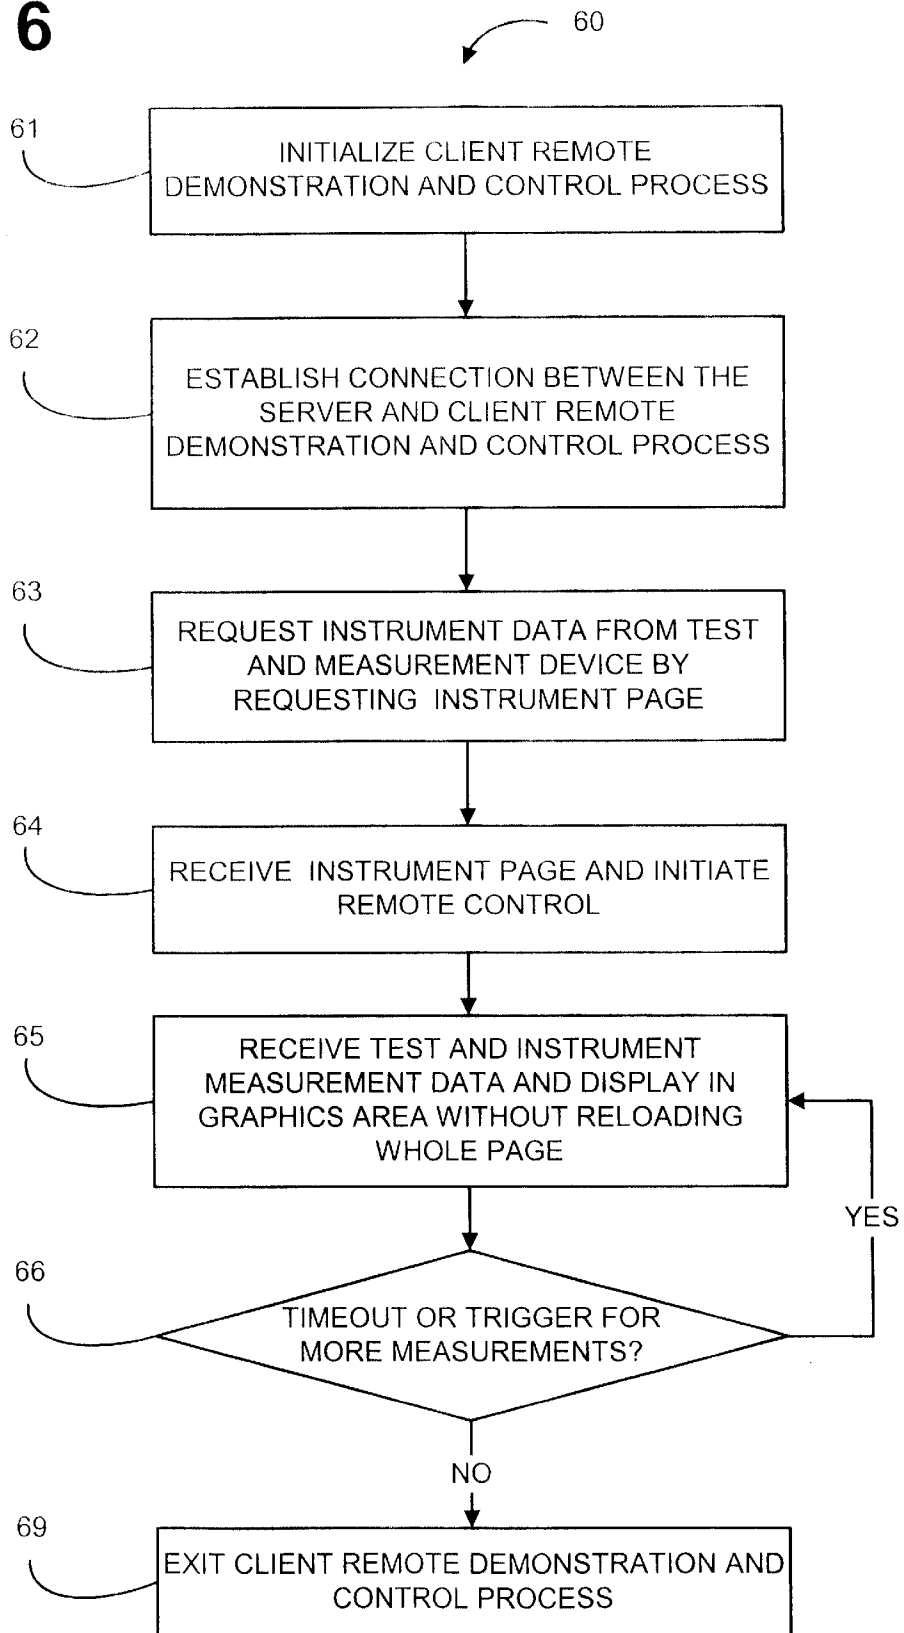 6
60
61
INITIALIZE CLIENT REMOTE
DEMONSTRATION AND CONTROL PROCESS
62
ESTABLISH CONNECTION BETWEEN THE
SERVER AND CLIENT REMOTE
DEMONSTRATION AND CONTROL PROCESS
63
REQUEST INSTRUMENT DATA FROM TEST
AND MEASUREMENT DEVICE BY
REQUESTING INSTRUMENT PAGE
64
RECEIVE INSTRUMENT PAGE AND INITIATE
REMOTE CONTROL
65
RECEIVE TEST AND INSTRUMENT
MEASUREMENT DATA AND DISPLAY IN
GRAPHICS AREA WITHOUT RELOADING
WHOLE PAGE
YES
66
TIMEOUT OR TRIGGER FOR
MORE MEASUREMENTS?
NO
69
EXIT CLIENT REMOTE DEMONSTRATION AND
CONTROL PROCESS